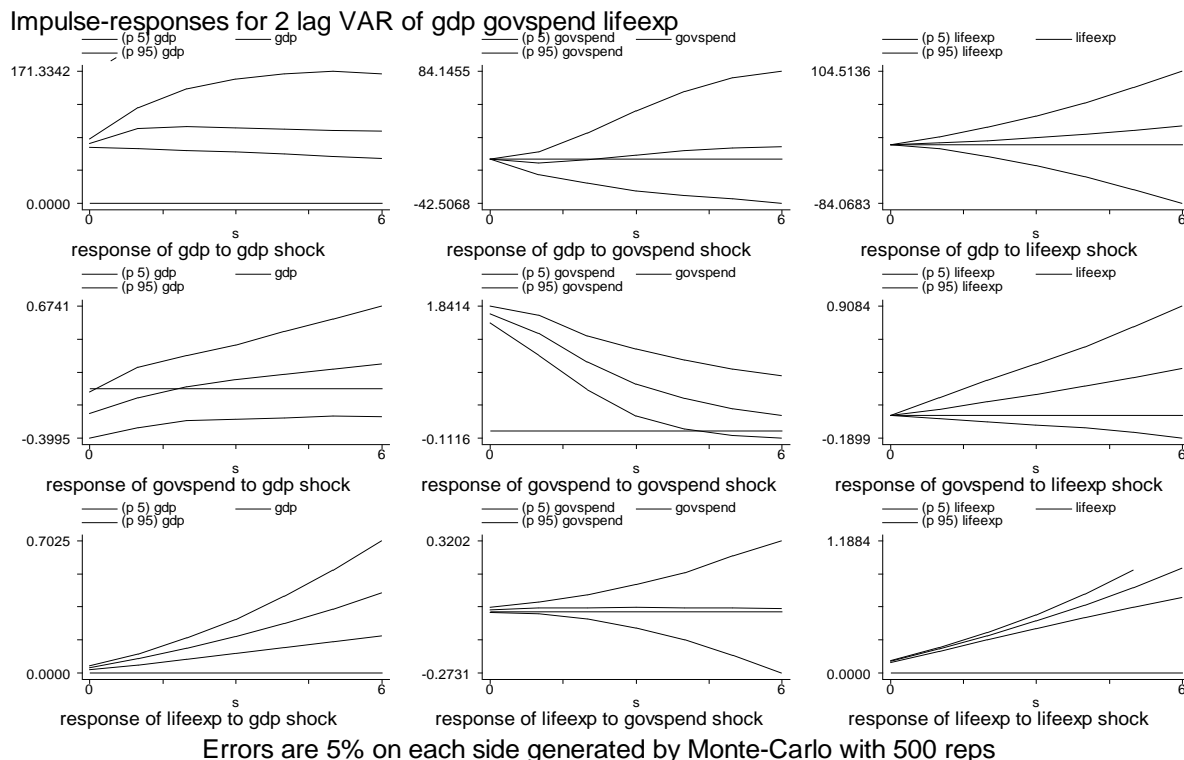 Impulse-responses for 2 lag VAR of gdp govspend lifeexp
(p 5) gdp gdp
(p 95) gdp
171.3342
0.0000
0 6
s
response of gdp to gdp shock
(p 5) govspend govspend
(p 95) govspend
84.1455
-42.5068
0 6
s
response of gdp to govspend shock
(p 5) lifeexp lifeexp
(p 95) lifeexp
104.5136
-84.0683
0 6
s
response of gdp to lifeexp shock
(p 5) gdp gdp
(p 95) gdp
0.6741
-0.3995
0 6
s
response of govspend to gdp shock
(p 5) govspend govspend
(p 95) govspend
1.8414
-0.1116
0 6
s
response of govspend to govspend shock
(p 5) lifeexp lifeexp
(p 95) lifeexp
0.9084
-0.1899
0 6
s
response of govspend to lifeexp shock
(p 5) gdp gdp
(p 95) gdp
0.7025
0.0000
0 6
s
response of lifeexp to gdp shock
(p 5) govspend govspend
(p 95) govspend
0.3202
-0.2731
0 6
s
response of lifeexp to govspend shock
(p 5) lifeexp lifeexp
(p 95) lifeexp
1.1884
0.0000
0 6
s
response of lifeexp to lifeexp shock
Errors are 5% on each side generated by Monte-Carlo with 500 reps